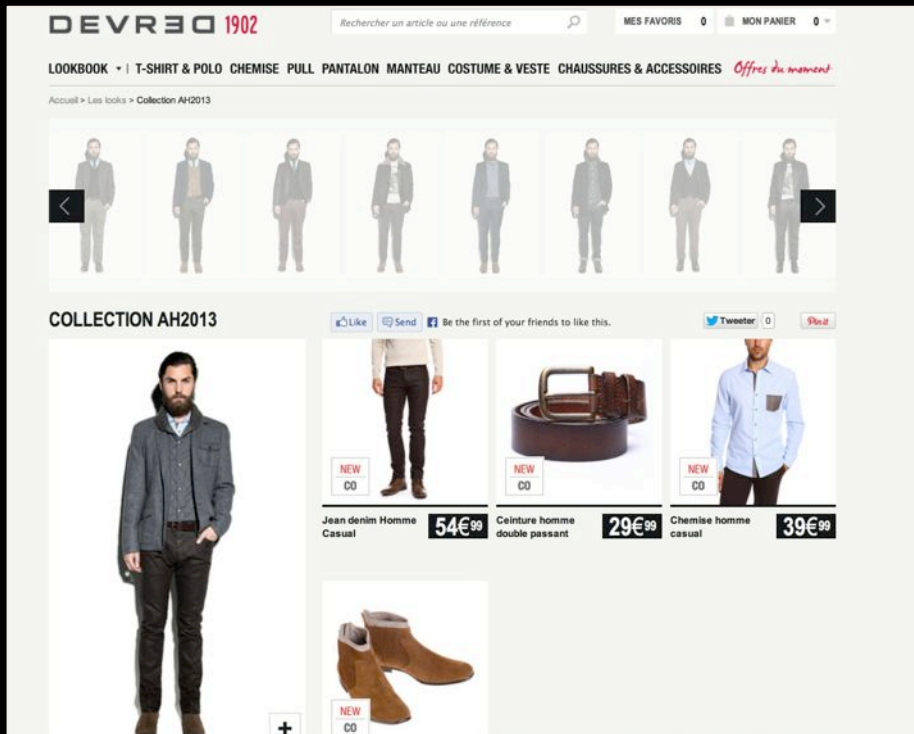 DEVRED 1902
Rechercher un article ou une référence
MES FAVORIS 0
MON PANIER 0
LOOKBOOK
T-SHIRT & POLO CHEMISE PULL PANTALON MANTEAU COSTUME & VESTE CHAUSSURES & ACCESSOIRES Offres du moment
Accueil > Les looks > Collection AH2013
COLLECTION AH2013
Like
Send
Be the first of your friends to like this.
Tweeter 0
Pin it
NEW
CO
NEW
CO
NEW
CO
Jean denim Homme
Casual
54€99
Ceinture homme
double passant
29€99
Chemise homme
casual
39€99
+
NEW
CO